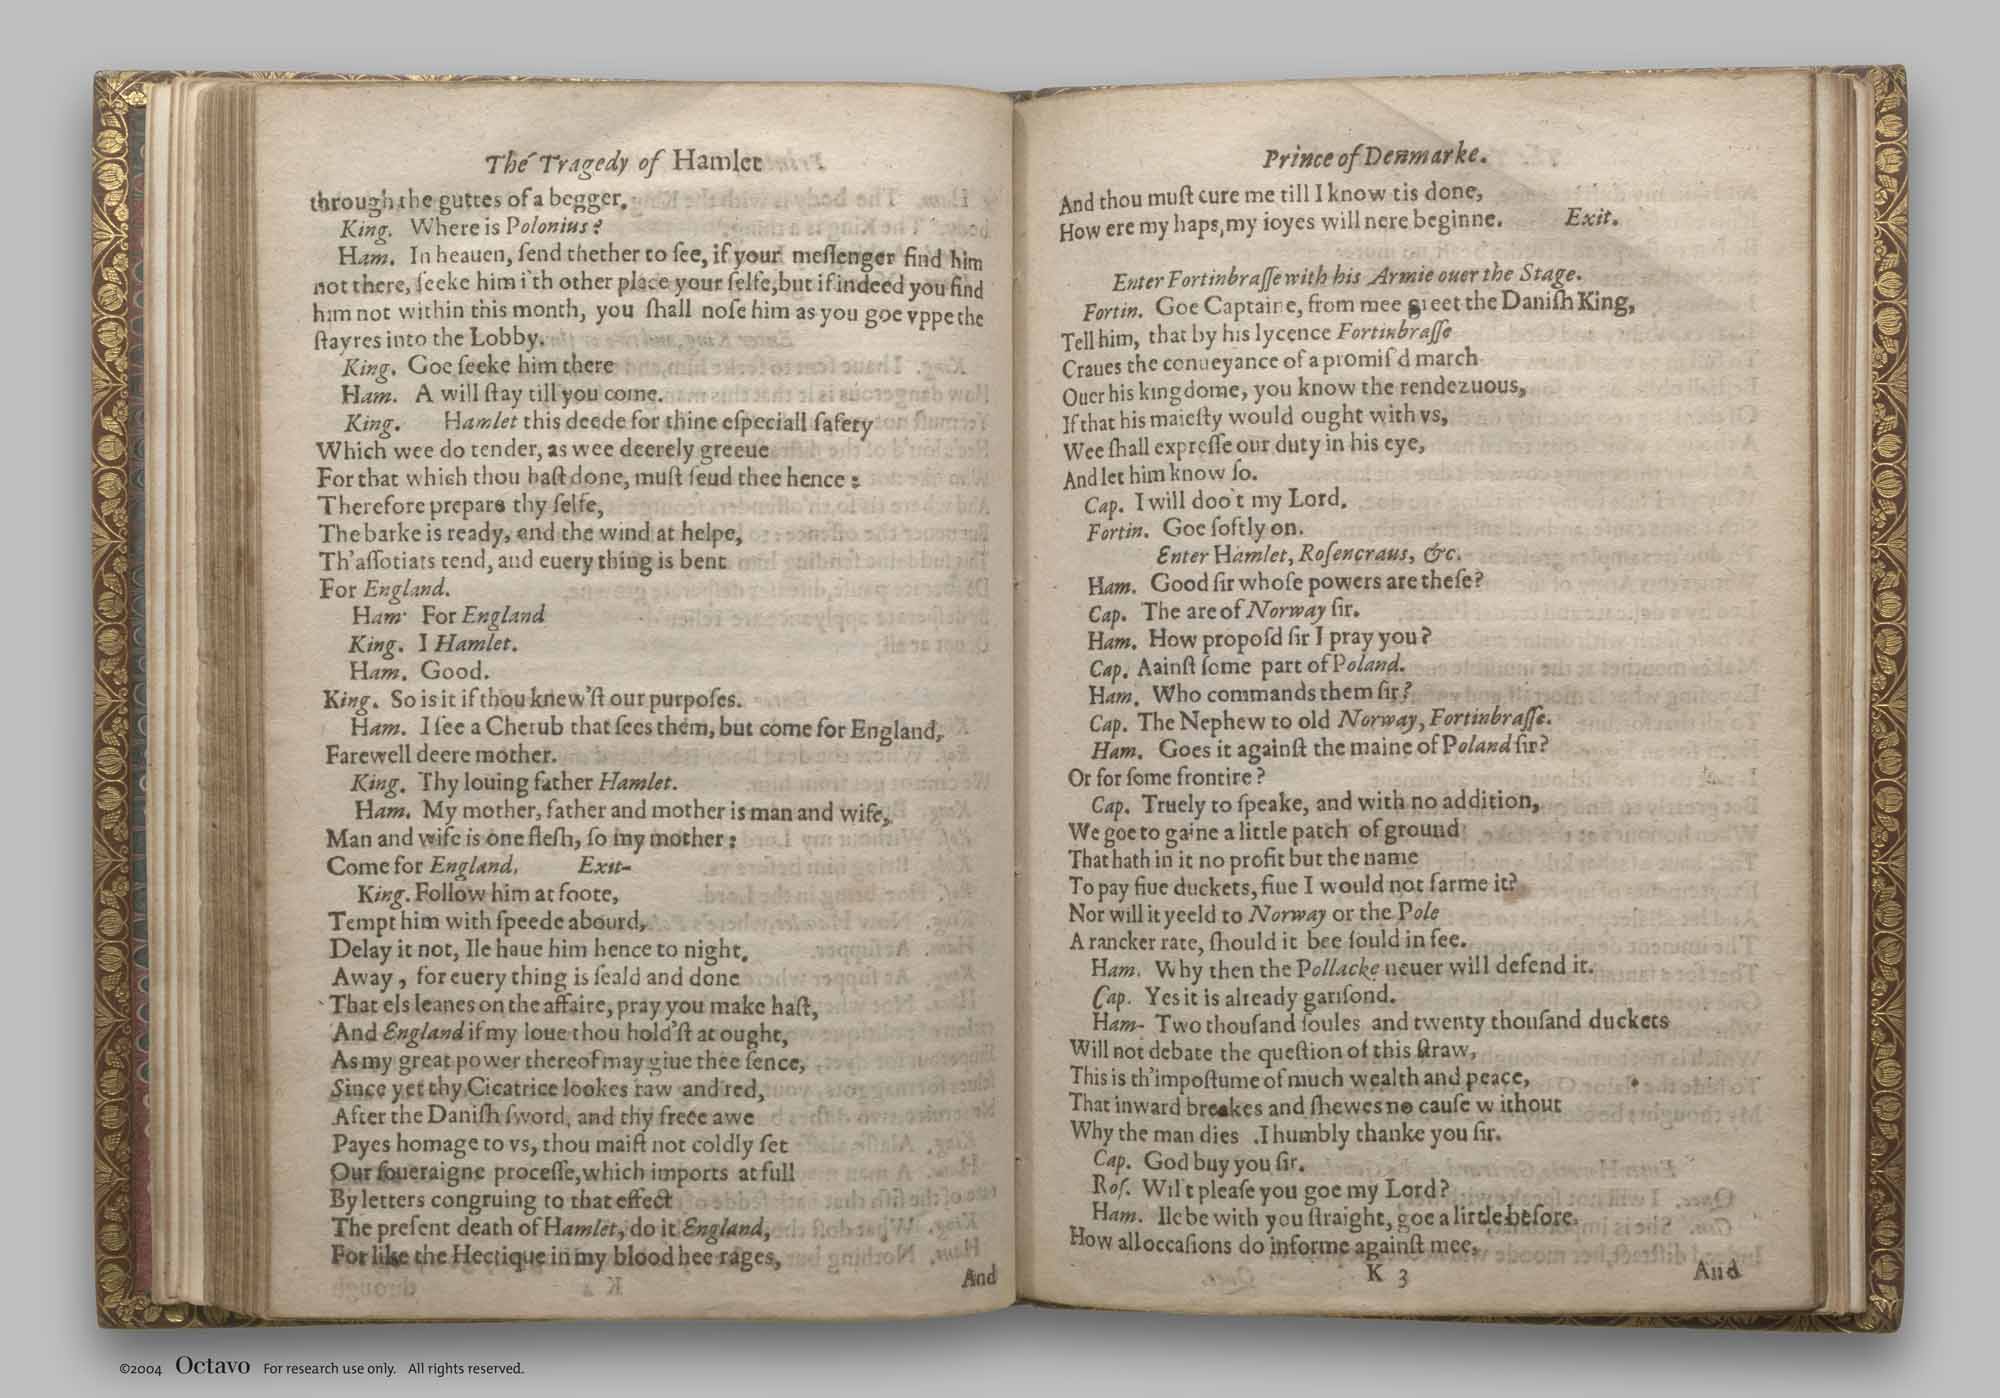 The Tragedy of Hamlet
through the guttes of a begger.
King. Where is Polonius?
Ham. In heauen, ſend thether to ſee, if your meſſenger find him
not there, ſeeke him i'th other place your ſelfe, but if indeed you find
him not within this month, you ſhall noſe him as you goe vppe the
ſtayres into the Lobby.
King. Goe ſeeke him there
Ham. A will ſtay till you come.
King. Hamlet this deede for thine eſpeciall ſafety
Which wee do tender, as wee deerely greeue
For that which thou haſt done, muſt ſeud thee hence :
Therefore prepare thy ſelfe,
The barke is ready, and the wind at helpe,
Th'aſſotiats tend, and euery thing is bent
For England.
Ham. For England
King. I Hamlet.
Ham. Good.
King. So is it if thou knew'ſt our purpoſes.
Ham. I ſee a Cherub that ſees them, but come for England,
Farewell deere mother.
King. Thy louing father Hamlet.
Ham. My mother, father and mother is man and wife,
Man and wife is one fleſh, ſo my mother :
Come for England, Exit-
King. Follow him at foote,
Tempt him with ſpeede abourd,
Delay it not, Ile haue him hence to night.
Away, for euery thing is ſeald and done
That els leanes on the affaire, pray you make haſt,
And England if my loue thou hold'ſt at ought,
As my great power thereof may giue thee ſence,
Since yet thy Cicatrice lookes raw and red,
After the Daniſh ſword, and thy freee awe
Payes homage to vs, thou maiſt not coldly ſet
Our ſoueraigne proceſſe, which imports at full
By letters congruing to that effect
The preſent death of Hamlet, do it England,
For like the Hectique in my blood hee rages,
And
Prince of Denmarke.
And thou muſt cure me till I know tis done,
How ere my haps, my ioyes will nere beginne. Exit.
Enter Fortinbraſſe with his Armie ouer the Stage.
Fortin. Goe Captaine, from mee greet the Daniſh King,
Tell him, that by his lycence Fortinbraſſe
Craues the conueyance of a promiſ'd march
Ouer his kingdome, you know the rendezuous,
If that his maieſty would ought with vs,
Wee ſhall expreſſe our duty in his eye,
And let him know ſo.
Cap. I will doo't my Lord.
Fortin. Goe ſoftly on.
Enter Hamlet, Roſencraus, &c.
Ham. Good ſir whoſe powers are theſe?
Cap. The are of Norway ſir.
Ham. How propoſd ſir I pray you?
Cap. Aainſt ſome part of Poland.
Ham. Who commands them ſir?
Cap. The Nephew to old Norway, Fortinbraſſe.
Ham. Goes it againſt the maine of Poland ſir?
Or for ſome frontire?
Cap. Truely to ſpeake, and with no addition,
We goe to gaine a little patch of ground
That hath in it no profit but the name
To pay fiue duckets, fiue I would not farme it?
Nor will it yeeld to Norway or the Pole
A rancker rate, ſhould it bee ſould in fee.
Ham. Why then the Pollacke neuer will defend it.
Cap. Yes it is already gariſond.
Ham- Two thouſand ſoules and twenty thouſand duckets
Will not debate the queſtion of this ſtraw,
This is th'impoſtume of much wealth and peace,
That inward breakes and ſhewes no cauſe without
Why the man dies .I humbly thanke you ſir.
Cap. God buy you ſir.
Roſ. Wil't pleaſe you goe my Lord?
Ham. Ile be with you ſtraight, goe a little before.
How all occaſions do informe againſt mee,
K 3 And
©2004 Octavo For research use only. All rights reserved.